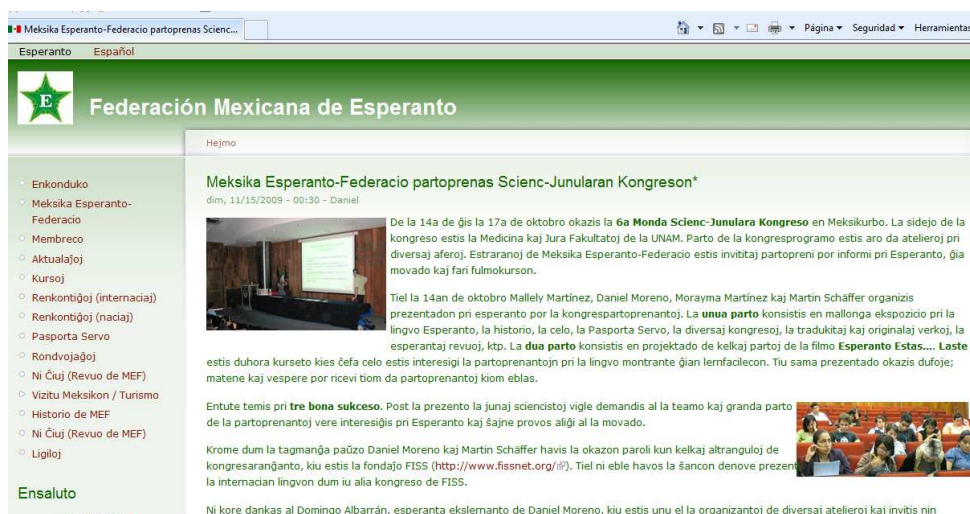 Meksika Esperanto-Federacio partoprenas Scienc...
Página Seguridad Herramientas
Esperanto Español
E
Federación Mexicana de Esperanto
Hejmo
Enkonduko
Meksika Esperanto-
Federacio
Membreco
Aktualaĵoj
Kursoj
Renkontiĝoj (internaciaj)
Renkontiĝoj (naciaj)
Pasporta Servo
Rondvojaĝoj
Ni Ĉiuj (Revuo de MEF)
Vizitu Meksikon / Turismo
Historio de MEF
Ni Ĉiuj (Revuo de MEF)
Ligiloj
Ensaluto
Meksika Esperanto-Federacio partoprenas Scienc-Junularan Kongreson*
dim, 11/15/2009 - 00:30 - Daniel
De la 14a de ĝis la 17a de oktobro okazis la 6a Monda Scienc-Junulara Kongreso en Meksikurbo. La sidejo de la
kongreso estis la Medicina kaj Jura Fakultatoj de la UNAM. Parto de la kongresprogramo estis aro da atelieroj pri
diversaj aferoj. Estraranoj de Meksika Esperanto-Federacio estis invititaj partopreni por informi pri Esperanto, ĝia
movado kaj fari fulmokurson.
Tiel la 14an de oktobro Mallely Martínez, Daniel Moreno, Morayma Martínez kaj Martin Schäffer organizis
prezentadon pri esperanto por la kongrespartoprenantoj. La unua parto konsistis en mallonga ekspozicio pri la
lingvo Esperanto, la historio, la celo, la Pasporta Servo, la diversaj kongresoj, la tradukitaj kaj originalaj verkoj, la
esperantaj revuoj, ktp. La dua parto konsistis en projektado de kelkaj partoj de la filmo Esperanto Estas.... Laste
estis duhora kurseto kies ĉefa celo estis interesigi la partoprenantojn pri la lingvo montrante ĝian lernfacilecon. Tiu sama prezentado okazis dufoje;
matene kaj vespere por ricevi tiom da partoprenantoj kiom eblas.
Entute temis pri tre bona sukceso. Post la prezento la junaj sciencistoj vigle demandis al la teamo kaj granda parto
de la partoprenantoj vere interesiĝis pri Esperanto kaj ŝajne provos aliĝi al la movado.
Krome dum la tagmanĝa paŭzo Daniel Moreno kaj Martin Schäffer havis la okazon paroli kun kelkaj altranguloj de
kongresaranĝanto, kiu estis la fondaĵo FISS (http://www.fissnet.org/). Tiel ni eble havos la ŝancon denove prezent
la internacian lingvon dum iu alia kongreso de FISS.
Ni kore dankas al Domingo Albarrán, esperanta ekslernanto de Daniel Moreno, kiu estis unu el la organizantoj de diversaj atelieroj kaj invitis nin